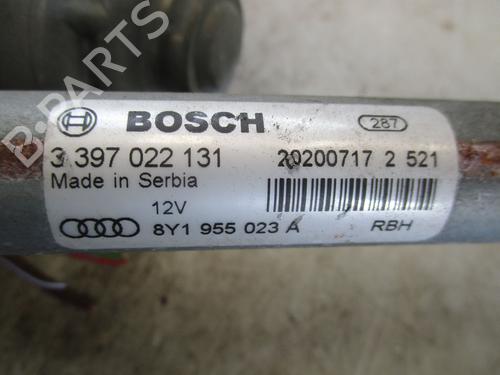 B-PARTS
BOSCH 287
3 397 022 131 20200717 2 521
Made in Serbia
12V
8Y1 955 023 A RBH